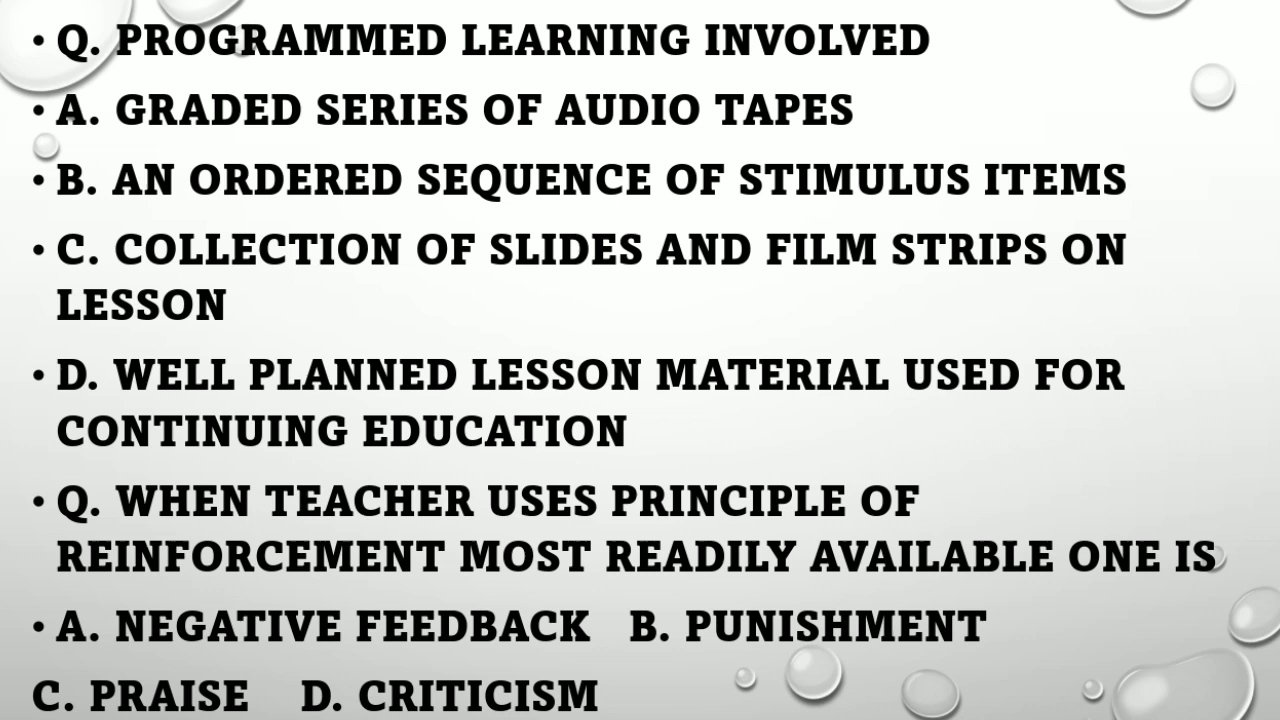 • Q. PROGRAMMED LEARNING INVOLVED
• A. GRADED SERIES OF AUDIO TAPES
• B. AN ORDERED SEQUENCE OF STIMULUS ITEMS
• C. COLLECTION OF SLIDES AND FILM STRIPS ON
LESSON
• D. WELL PLANNED LESSON MATERIAL USED FOR
CONTINUING EDUCATION
• Q. WHEN TEACHER USES PRINCIPLE OF
REINFORCEMENT MOST READILY AVAILABLE ONE IS
• A. NEGATIVE FEEDBACK B. PUNISHMENT
C. PRAISE D. CRITICISM